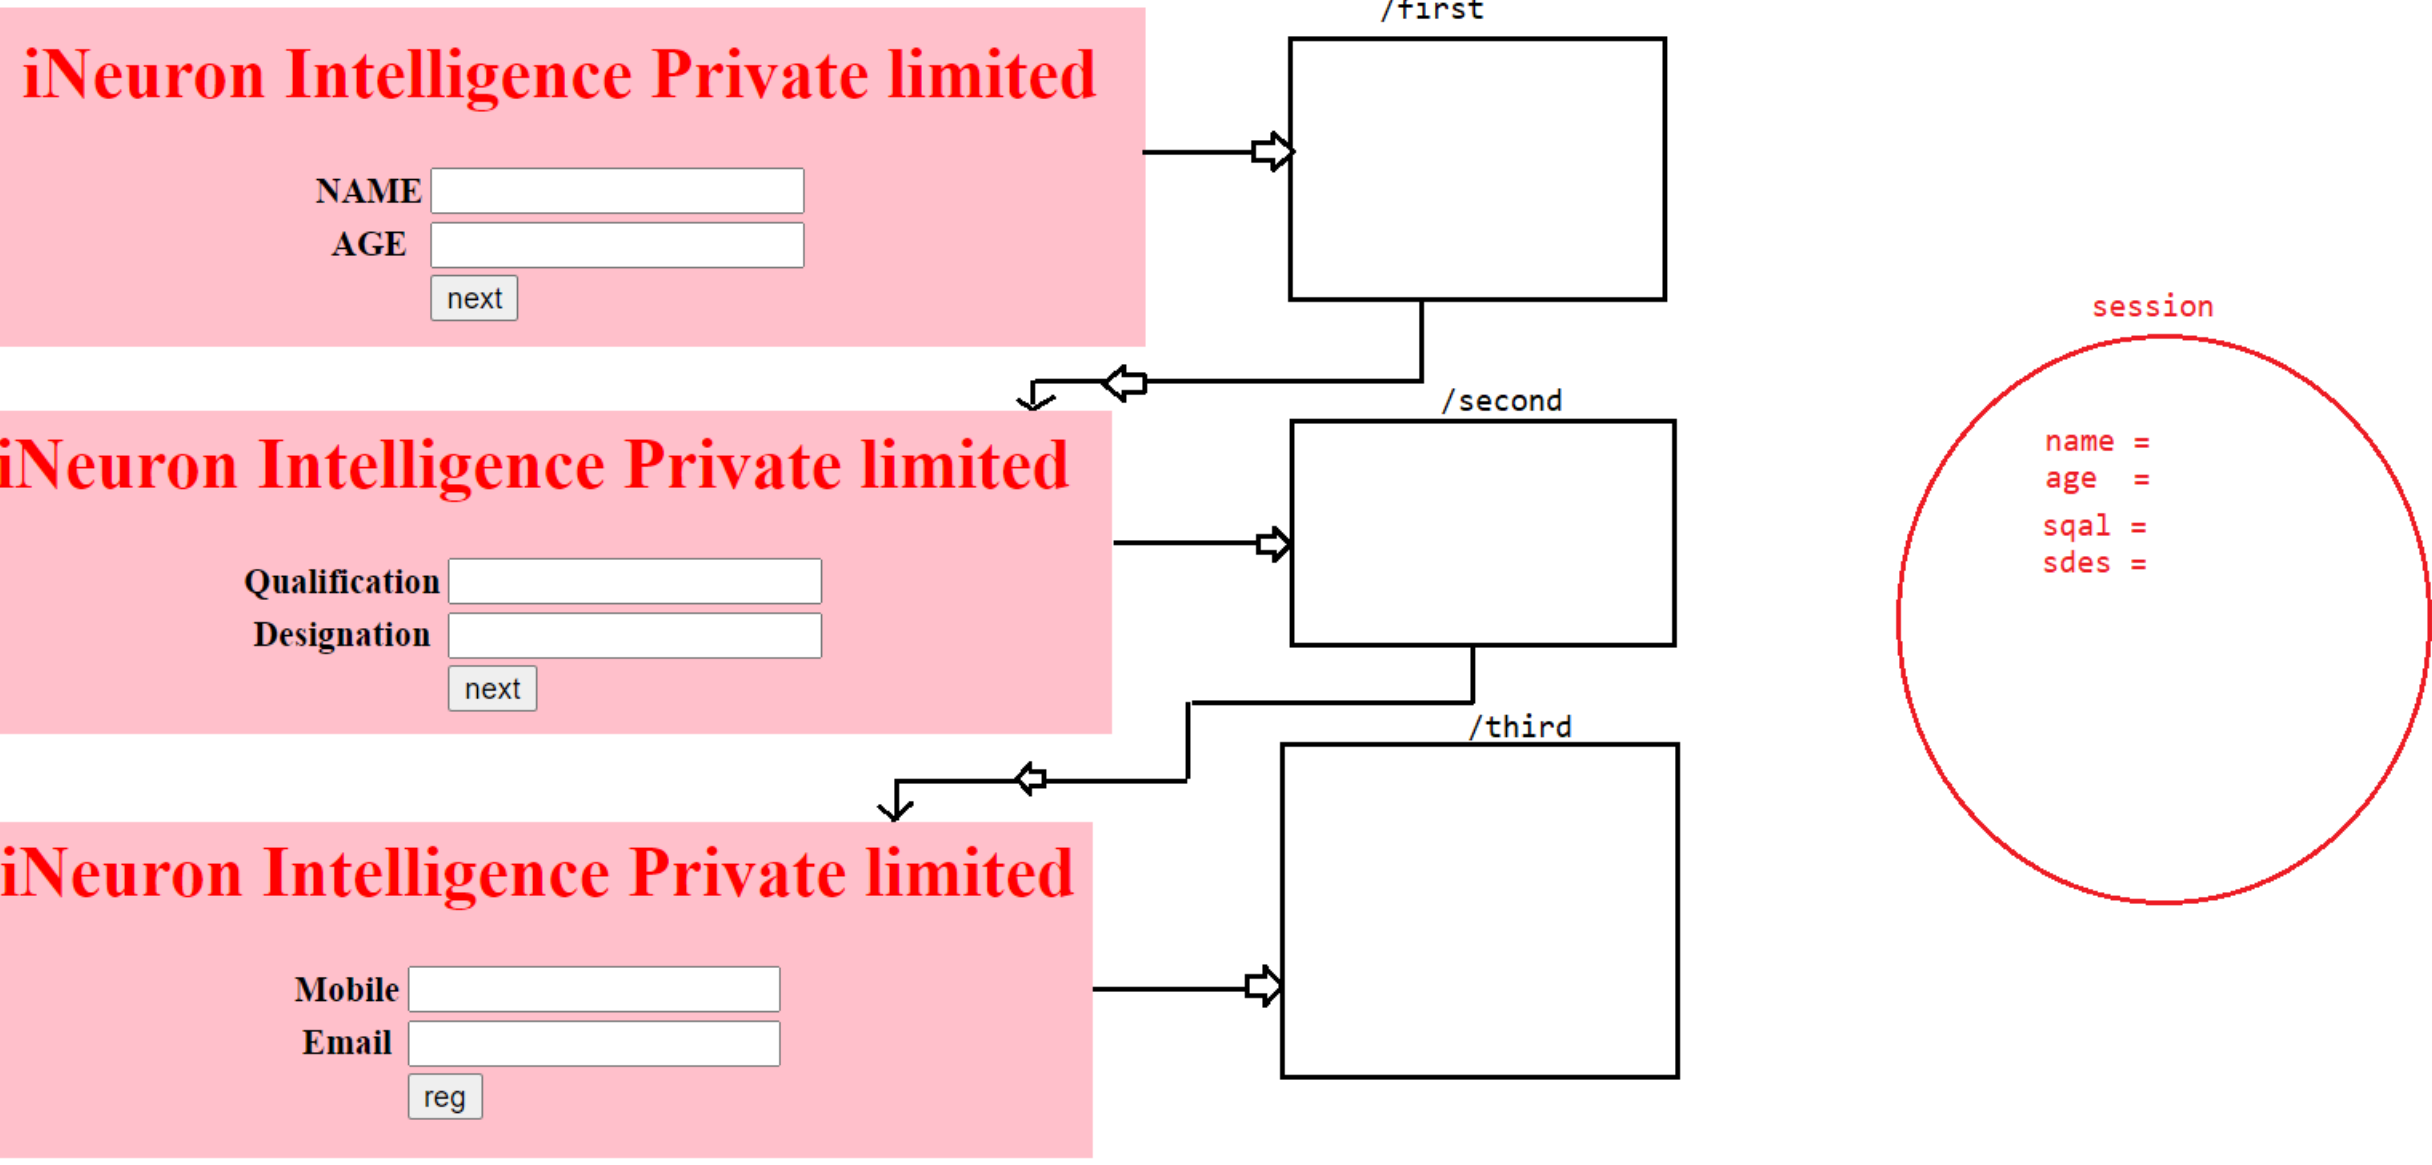 /first
iNeuron Intelligence Private limited
NAME
AGE
next
/second
iNeuron Intelligence Private limited
Qualification
Designation
next
/third
iNeuron Intelligence Private limited
Mobile
Email
reg
session
name =
age =
sqal =
sdes =